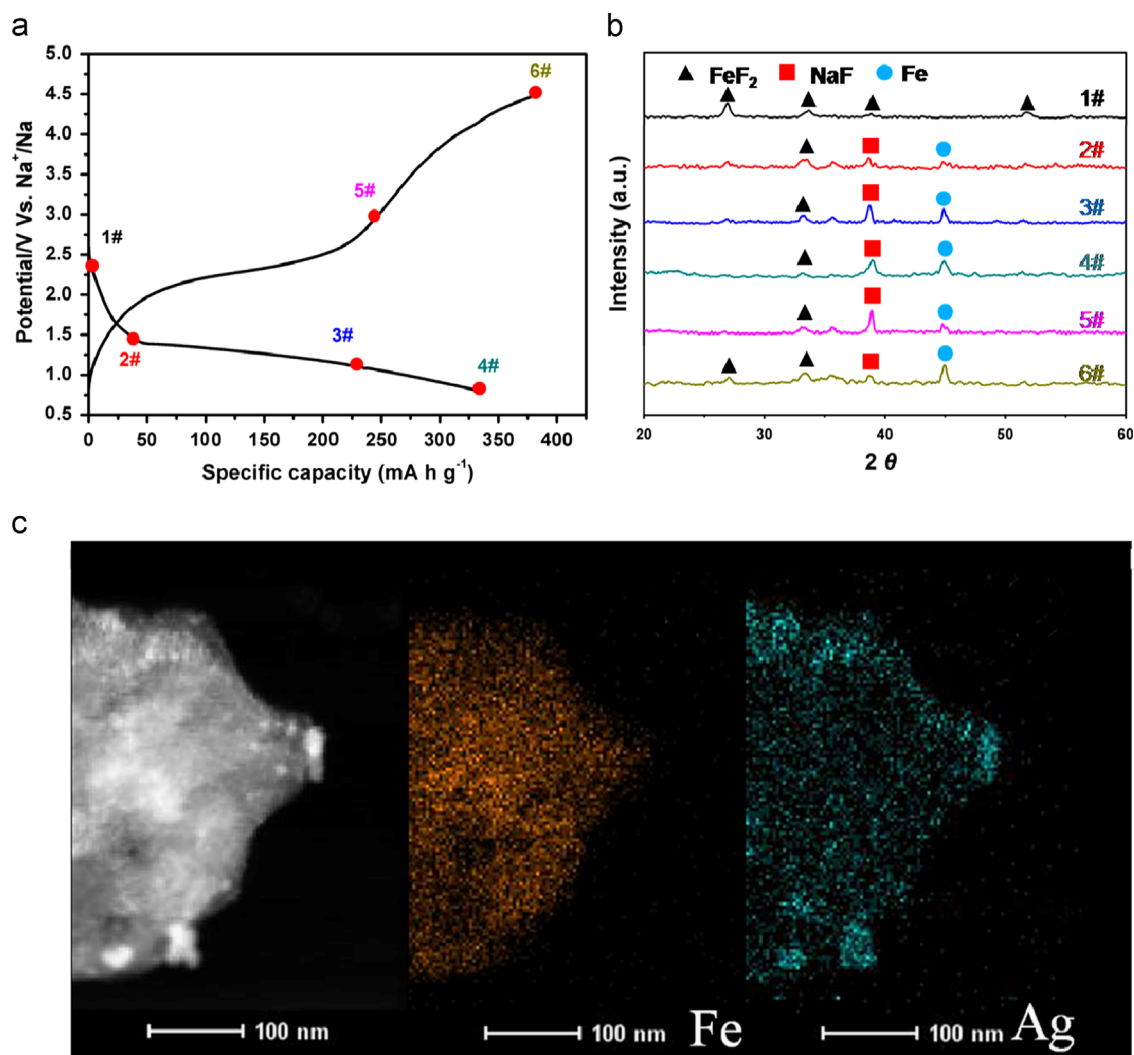 a
Potential/V Vs. Na⁺/Na
5.0
4.5
4.0
3.5
3.0
2.5
2.0
1.5
1.0
0.5
1#
2#
3#
4#
5#
6#
0 50 100 150 200 250 300 350 400
Specific capacity (mA h g⁻¹)
b
Intensity (a.u.)
FeF₂ NaF Fe
1#
2#
3#
4#
5#
6#
20 30 40 50 60
2 θ
c
100 nm
100 nm Fe
100 nm Ag